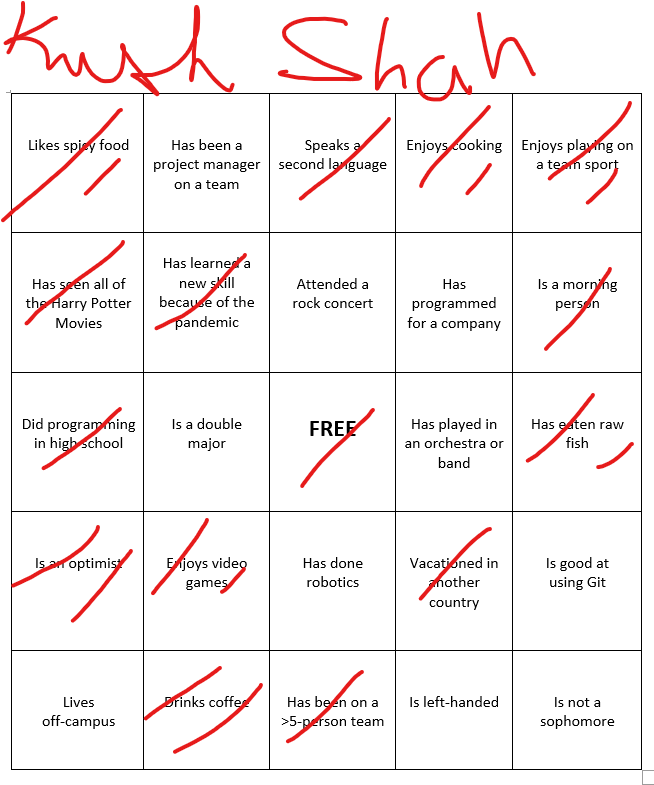 Krush Shah
Likes spicy food
Has been a
project manager
on a team
Speaks a
second language
Enjoys cooking
Enjoys playing on
a team sport
Has seen all of
the Harry Potter
Movies
Has learned a
new skill
because of the
pandemic
Attended a
rock concert
Has
programmed
for a company
Is a morning
person
Did programming
in high school
Is a double
major
FREE
Has played in
an orchestra or
band
Has eaten raw
fish
Is an optimist
Enjoys video
games
Has done
robotics
Vacationed in
another
country
Is good at
using Git
Lives
off-campus
Drinks coffee
Has been on a
>5-person team
Is left-handed
Is not a
sophomore